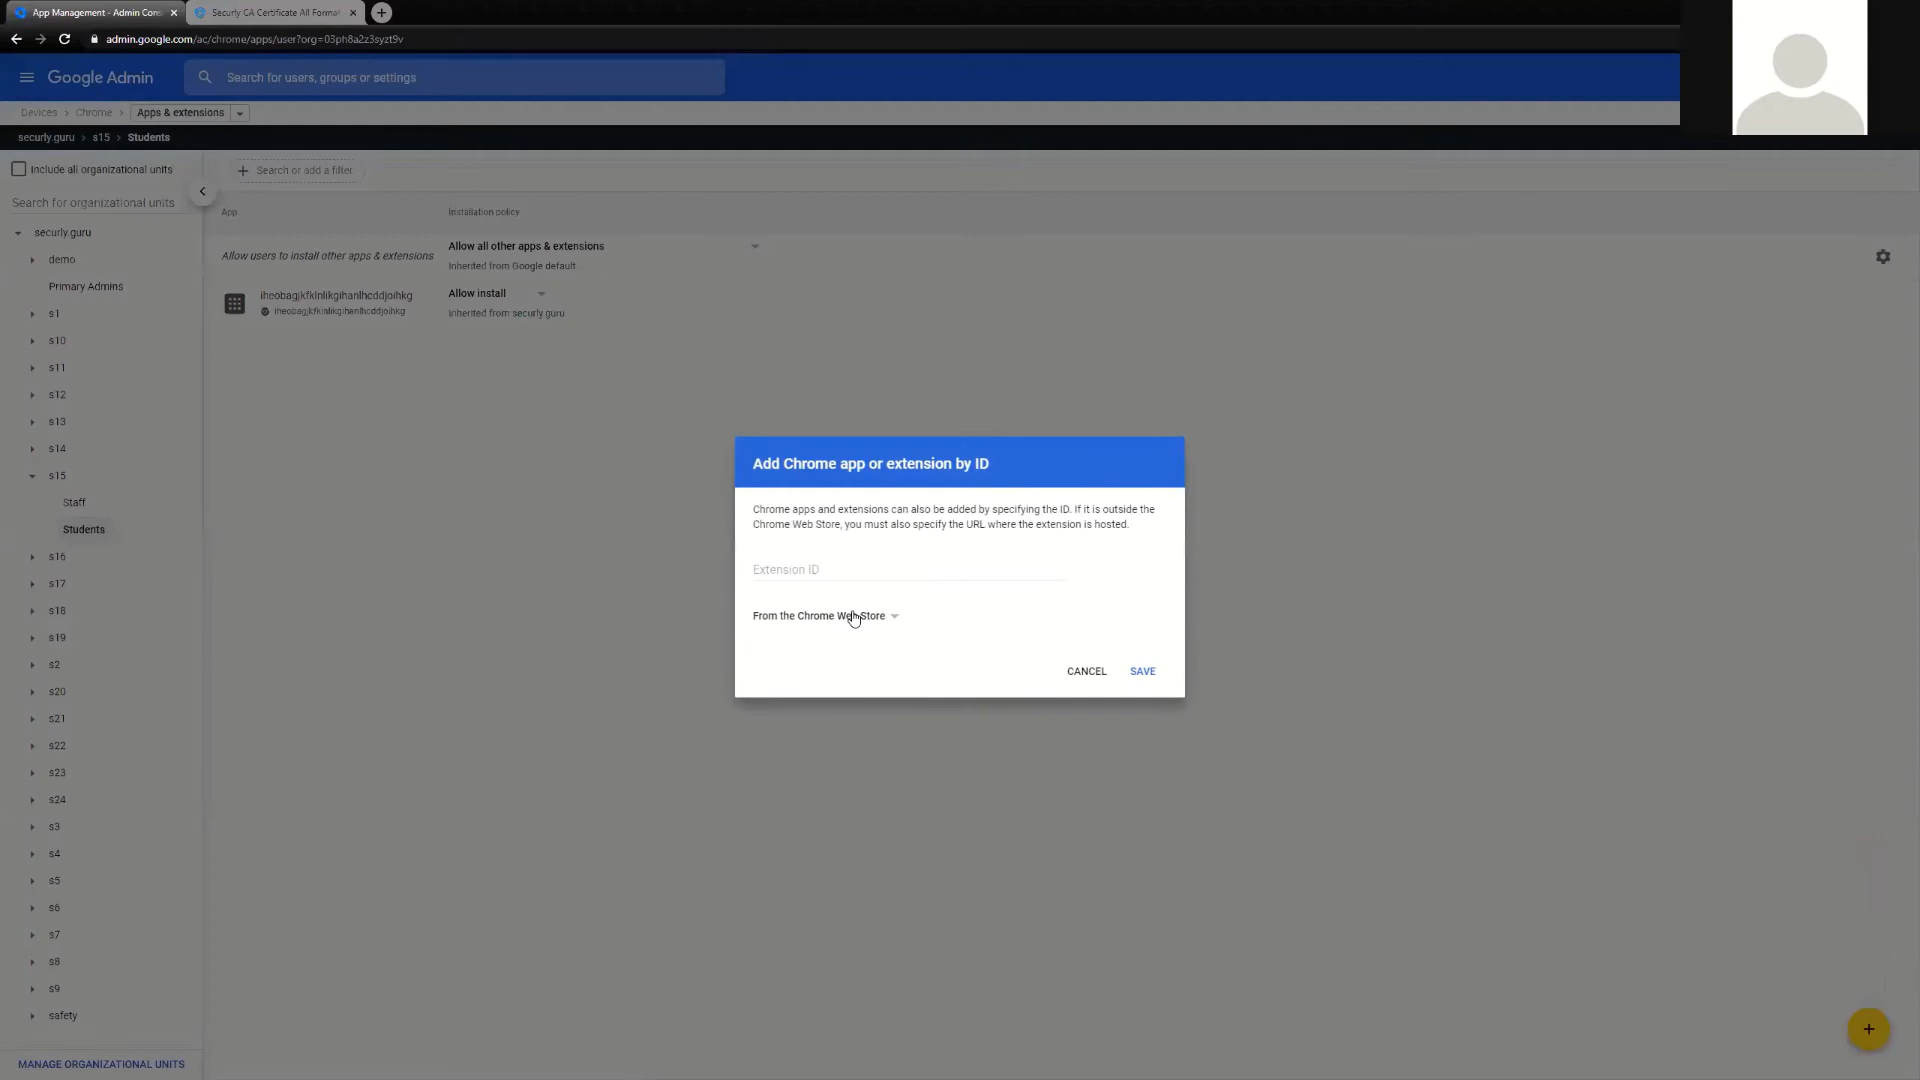 App Management - Admin Cons
Securly CA Certificate All Format
admin.google.com/ac/chrome/apps/user?org=03ph8a2z3syzt9v
Google Admin
Search for users, groups or settings
Devices > Chrome > Apps & extensions
securly.guru > s15 > Students
Include all organizational units
Search or add a filter
Search for organizational units
App
Installation policy
securly.guru
demo
Primary Admins
s1
s10
s11
s12
s13
s14
s15
Staff
Students
s16
s17
s18
s19
s2
s20
s21
s22
s23
s24
s3
s4
s5
s6
s7
s8
s9
safety
MANAGE ORGANIZATIONAL UNITS
Allow users to install other apps & extensions
Allow all other apps & extensions
Inherited from Google default
Allow install
Inherited from securly.guru
Add Chrome app or extension by ID
Chrome apps and extensions can also be added by specifying the ID. If it is outside the
Chrome Web Store, you must also specify the URL where the extension is hosted.
Extension ID
From the Chrome Web Store
CANCEL
SAVE